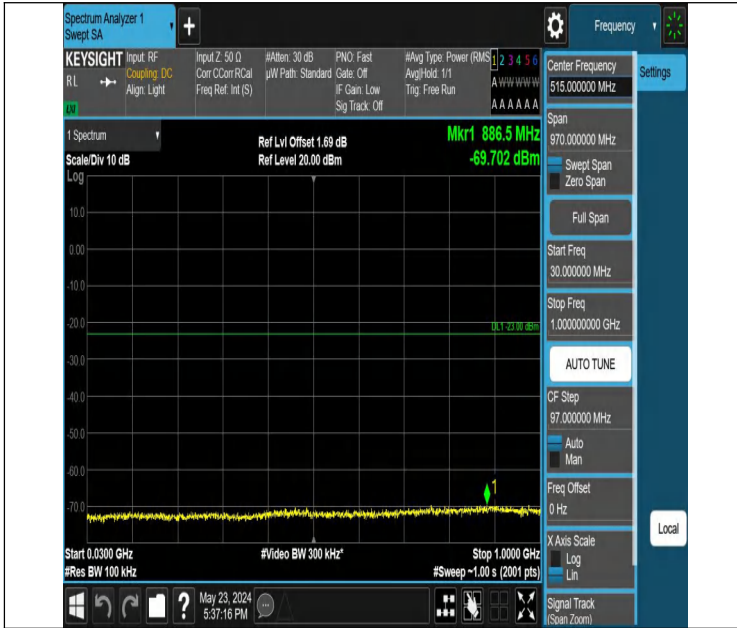 Spectrum Analyzer 1
Swept SA
+
Frequency
KEYSIGHT
RL
Input: RF
Coupling: DC
Align: Light
Input Z: 50 Ω
Corr CCorr RCal
Freq Ref: Int (S)
#Atten: 30 dB
µW Path: Standard
PNO: Fast
Gate: Off
IF Gain: Low
Sig Track: Off
#Avg Type: Power (RMS
Avg|Hold: 1/1
Trig: Free Run
1 2 3 4 5 6
A W W W W W
A A A A A A
1 Spectrum
Scale/Div 10 dB
Log
Ref Lvl Offset 1.69 dB
Ref Level 20.00 dBm
Mkr1 886.5 MHz
-69.702 dBm
10.0
0.00
-10.0
-20.0
DL1 -23.00 dBm
-30.0
-40.0
-50.0
-60.0
1
-70.0
Start 0.0300 GHz
#Res BW 100 kHz
#Video BW 300 kHz*
Stop 1.0000 GHz
#Sweep ~1.00 s (2001 pts)
?
May 23, 2024
5:37:16 PM
Center Frequency
515.000000 MHz
Settings
Span
970.000000 MHz
Swept Span
Zero Span
Full Span
Start Freq
30.000000 MHz
Stop Freq
1.000000000 GHz
AUTO TUNE
CF Step
97.000000 MHz
Auto
Man
Freq Offset
0 Hz
Local
X Axis Scale
Log
Lin
Signal Track
(Span Zoom)